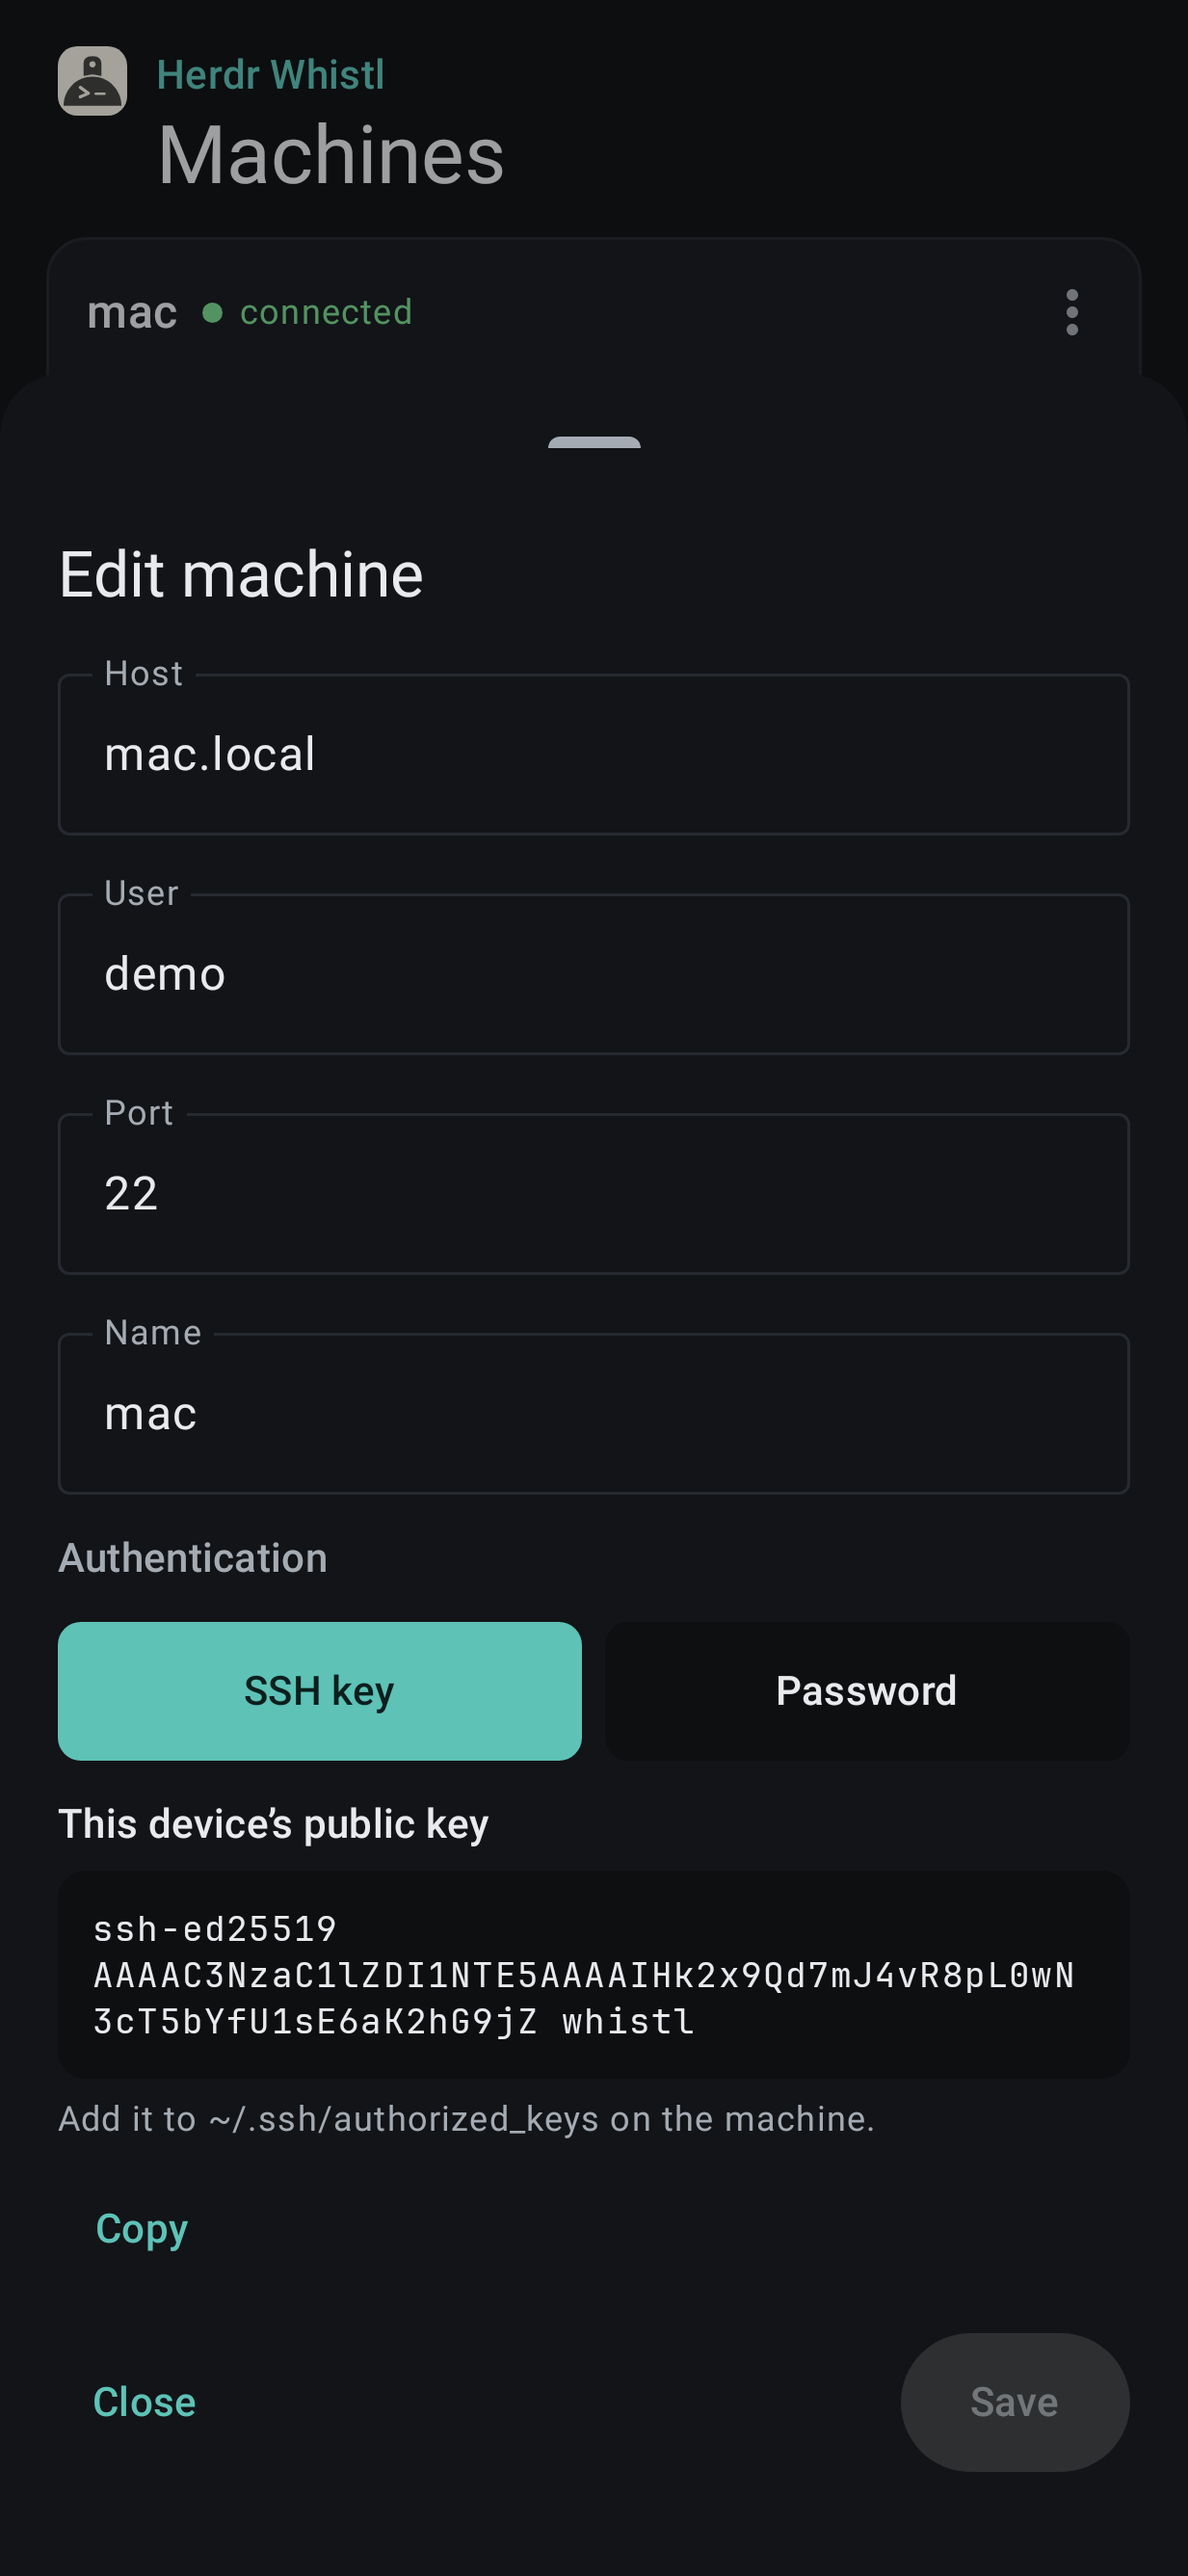 Herdr Whistl
Machines
mac connected
Edit machine
Host
mac.local
User
demo
Port
22
Name
mac
Authentication
SSH key
Password
This device’s public key
ssh-ed25519
AAAAC3NzaC1lZDI1NTE5AAAAIHk2x9Qd7mJ4vR8pL0wN
3cT5bYfU1sE6aK2hG9jZ whistl
Add it to ~/.ssh/authorized_keys on the machine.
Copy
Close
Save